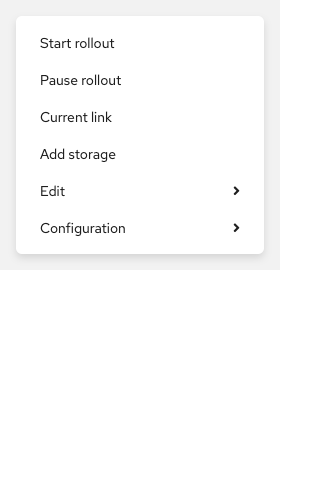 Start rollout
Pause rollout
Current link
Add storage
Edit
Configuration